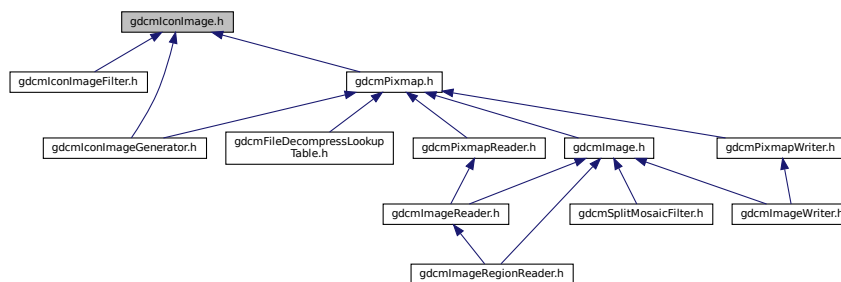 gdcmIconImage.h
gdcmIconImageFilter.h
gdcmPixmap.h
gdcmIconImageGenerator.h
gdcmFileDecompressLookup
Table.h
gdcmPixmapReader.h
gdcmImage.h
gdcmPixmapWriter.h
gdcmImageReader.h
gdcmSplitMosaicFilter.h
gdcmImageWriter.h
gdcmImageRegionReader.h